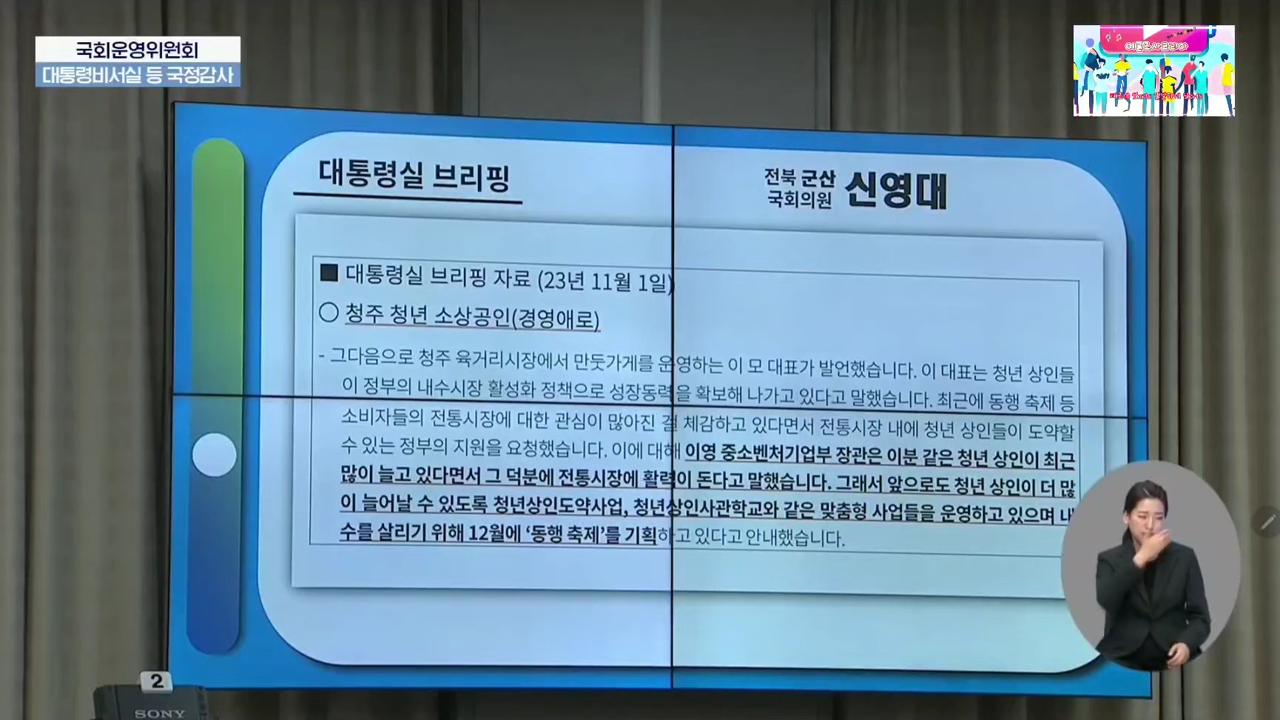 국회운영위원회
대통령비서실 등 국정감사
대통령실 브리핑
전북 군산
국회의원 신영대
■ 대통령실 브리핑 자료 (23년 11월 1일)
○ 청주 청년 소상공인(경영애로)
- 그다음으로 청주 육거리시장에서 만둣가게를 운영하는 이 모 대표가 발언했습니다. 이 대표는 청년 상인들
이 정부의 내수시장 활성화 정책으로 성장동력을 확보해 나가고 있다고 말했습니다. 최근에 동행 축제 등
소비자들의 전통시장에 대한 관심이 많아진 걸 체감하고 있다면서 전통시장 내에 청년 상인들이 도약할
수 있는 정부의 지원을 요청했습니다. 이에 대해 이영 중소벤처기업부 장관은 이분 같은 청년 상인이 최근
많이 늘고 있다면서 그 덕분에 전통시장에 활력이 돈다고 말했습니다. 그래서 앞으로도 청년 상인이 더 많
이 늘어날 수 있도록 청년상인도약사업, 청년상인사관학교와 같은 맞춤형 사업들을 운영하고 있으며 내
수를 살리기 위해 12월에 ‘동행 축제’를 기획하고 있다고 안내했습니다.
2
SONY